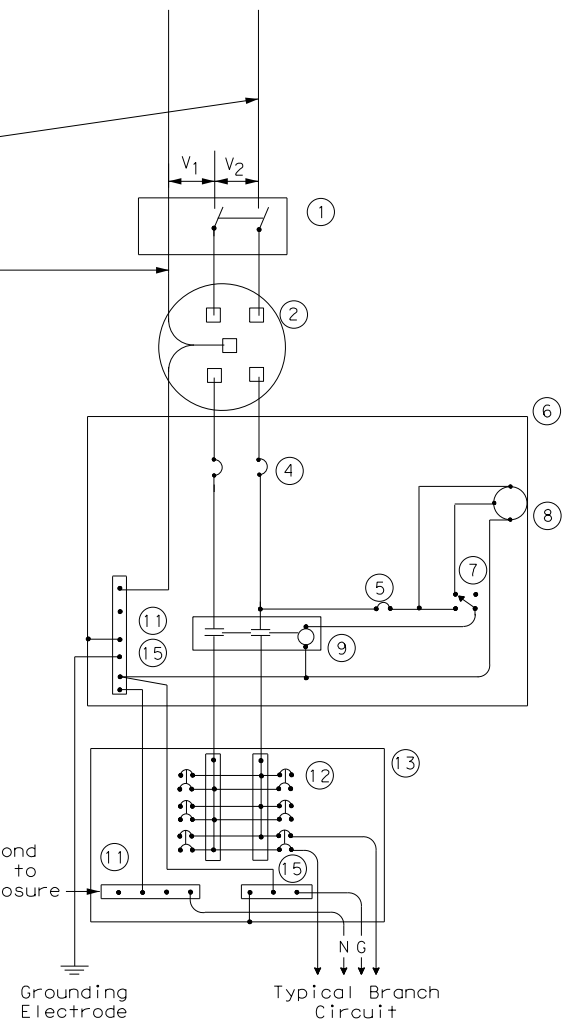 V1 V2
1
2
6
4
8
5
7
11
9
15
13
12
11
ond
to
osure
15
N G
Grounding
Electrode
Typical Branch
Circuit